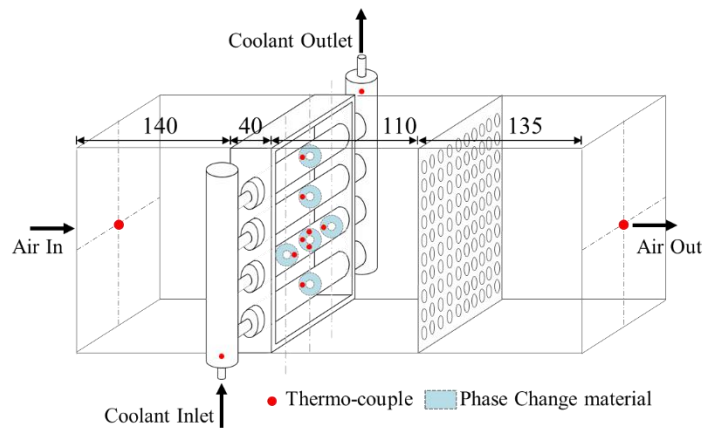 Coolant Outlet
140
40
110
135
Air In
Air Out
Thermo-couple
Phase Change material
Coolant Inlet